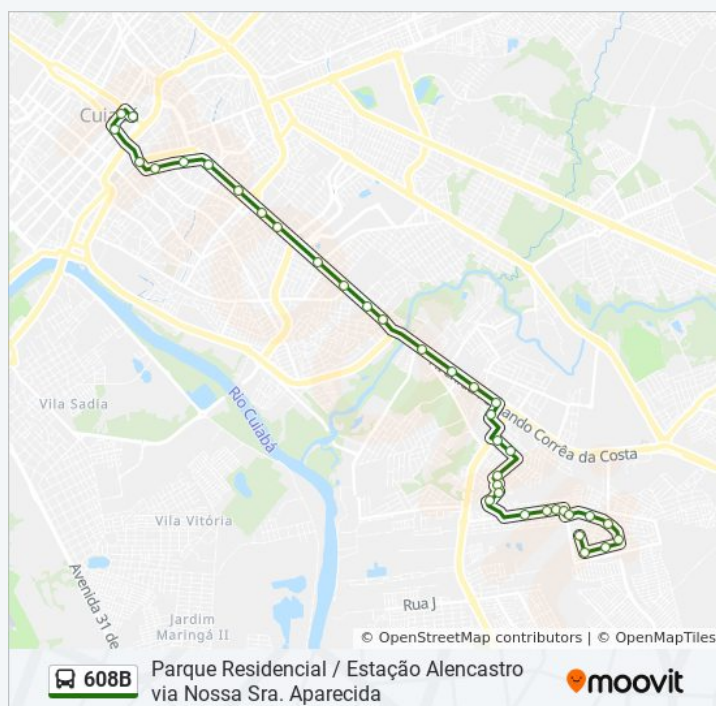 Cuiabá
Vila Sadia
Rio Cuiabá
ando Corrêa da Costa
Vila Vitória
Avenida 31 de
Jardim
Maringá II
Rua J
© OpenStreetMap contributors | © OpenMapTiles
608B
Parque Residencial / Estação Alencastro
via Nossa Sra. Aparecida
moovit